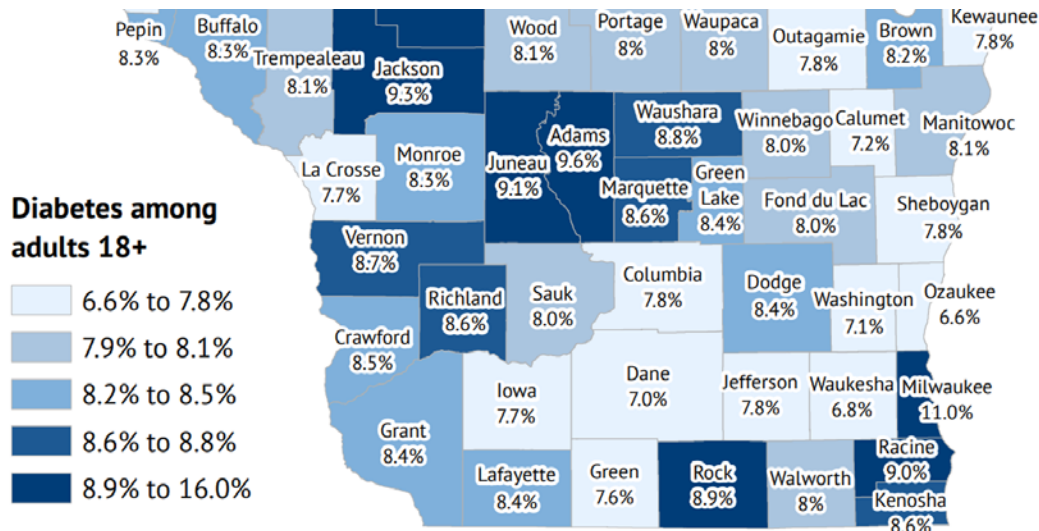 Pepin
8.3%
Buffalo
8.3%
Trempealeau
8.1%
Jackson
9.3%
Wood
8.1%
Portage
8%
Waupaca
8%
Outagamie
7.8%
Brown
8.2%
Kewaunee
7.8%
La Crosse
7.7%
Monroe
8.3%
Juneau
9.1%
Adams
9.6%
Waushara
8.8%
Marquette
8.6%
Green
Lake
8.4%
Winnebago
8.0%
Calumet
7.2%
Manitowoc
8.1%
Fond du Lac
8.0%
Sheboygan
7.8%
Diabetes among
adults 18+
6.6% to 7.8%
7.9% to 8.1%
8.2% to 8.5%
8.6% to 8.8%
8.9% to 16.0%
Vernon
8.7%
Richland
8.6%
Sauk
8.0%
Columbia
7.8%
Dodge
8.4%
Washington
7.1%
Ozaukee
6.6%
Crawford
8.5%
Grant
8.4%
Iowa
7.7%
Dane
7.0%
Jefferson
7.8%
Waukesha
6.8%
Milwaukee
11.0%
Lafayette
8.4%
Green
7.6%
Rock
8.9%
Walworth
8%
Racine
9.0%
Kenosha
8.6%